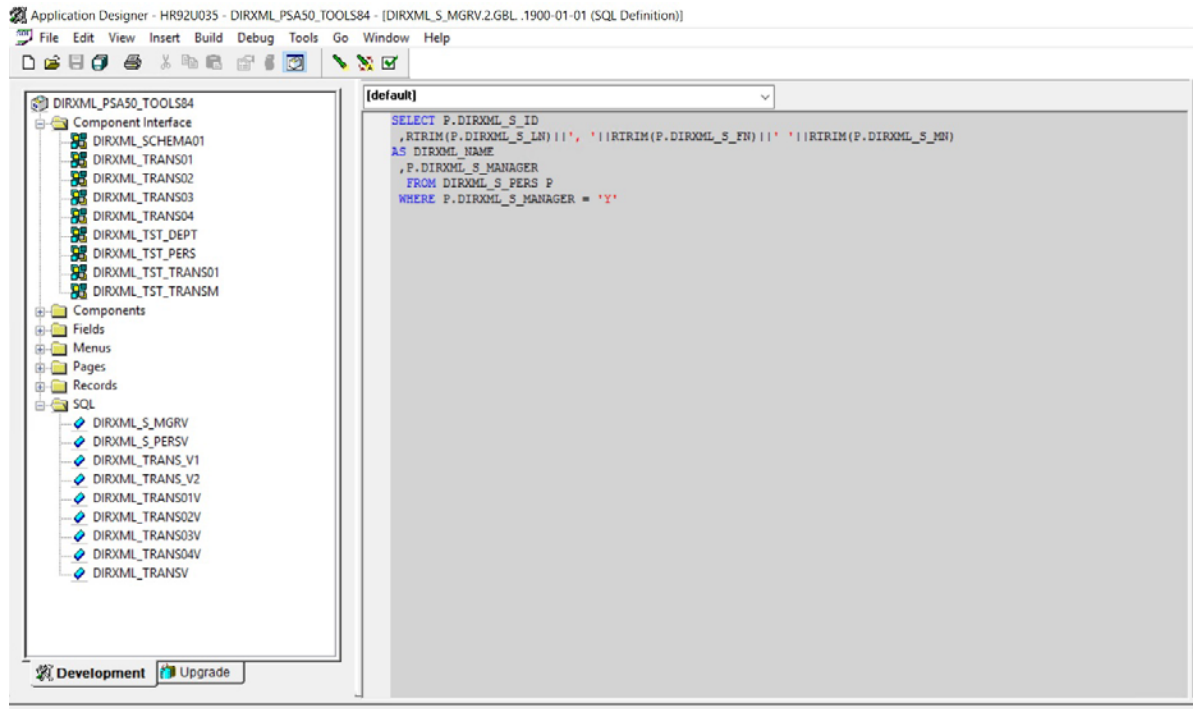 Application Designer - HR92U035 - DIRXML_PSA50_TOOLS84 - [DIRXML_S_MGRV.2.GBL. .1900-01-01 (SQL Definition)]
File Edit View Insert Build Debug Tools Go Window Help
DIRXML_PSA50_TOOLS84
Component Interface
DIRXML_SCHEMA01
DIRXML_TRANS01
DIRXML_TRANS02
DIRXML_TRANS03
DIRXML_TRANS04
DIRXML_TST_DEPT
DIRXML_TST_PERS
DIRXML_TST_TRANS01
DIRXML_TST_TRANSM
Components
Fields
Menus
Pages
Records
SQL
DIRXML_S_MGRV
DIRXML_S_PERSV
DIRXML_TRANS_V1
DIRXML_TRANS_V2
DIRXML_TRANS01V
DIRXML_TRANS02V
DIRXML_TRANS03V
DIRXML_TRANS04V
DIRXML_TRANSV
Development Upgrade
[default]
SELECT P.DIRXML_S_ID
,RTRIM(P.DIRXML_S_LN)||', '||RTRIM(P.DIRXML_S_FN)||' '||RTRIM(P.DIRXML_S_MN)
AS DIRXML_NAME
,P.DIRXML_S_MANAGER
FROM DIRXML_S_PERS P
WHERE P.DIRXML_S_MANAGER = 'Y'